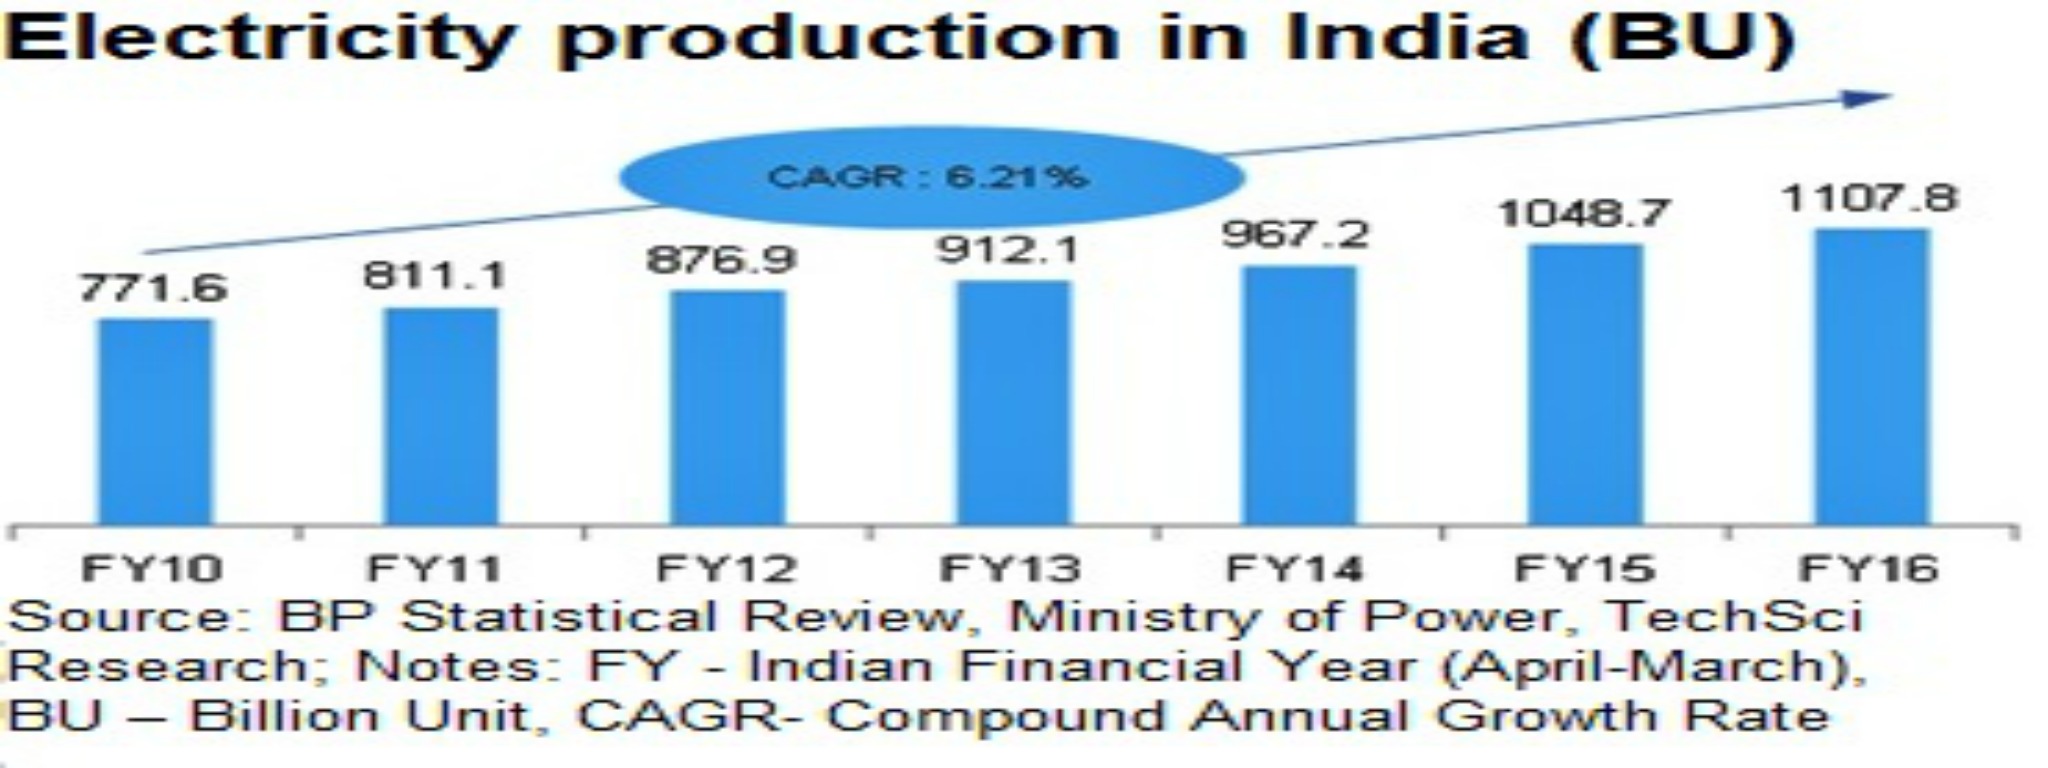 Electricity production in India (BU)
CAGR : 6.21%
771.6 811.1 876.9 912.1 967.2 1048.7 1107.8
FY10 FY11 FY12 FY13 FY14 FY15 FY16
Source: BP Statistical Review, Ministry of Power, TechSci
Research; Notes: FY - Indian Financial Year (April-March),
BU – Billion Unit, CAGR- Compound Annual Growth Rate